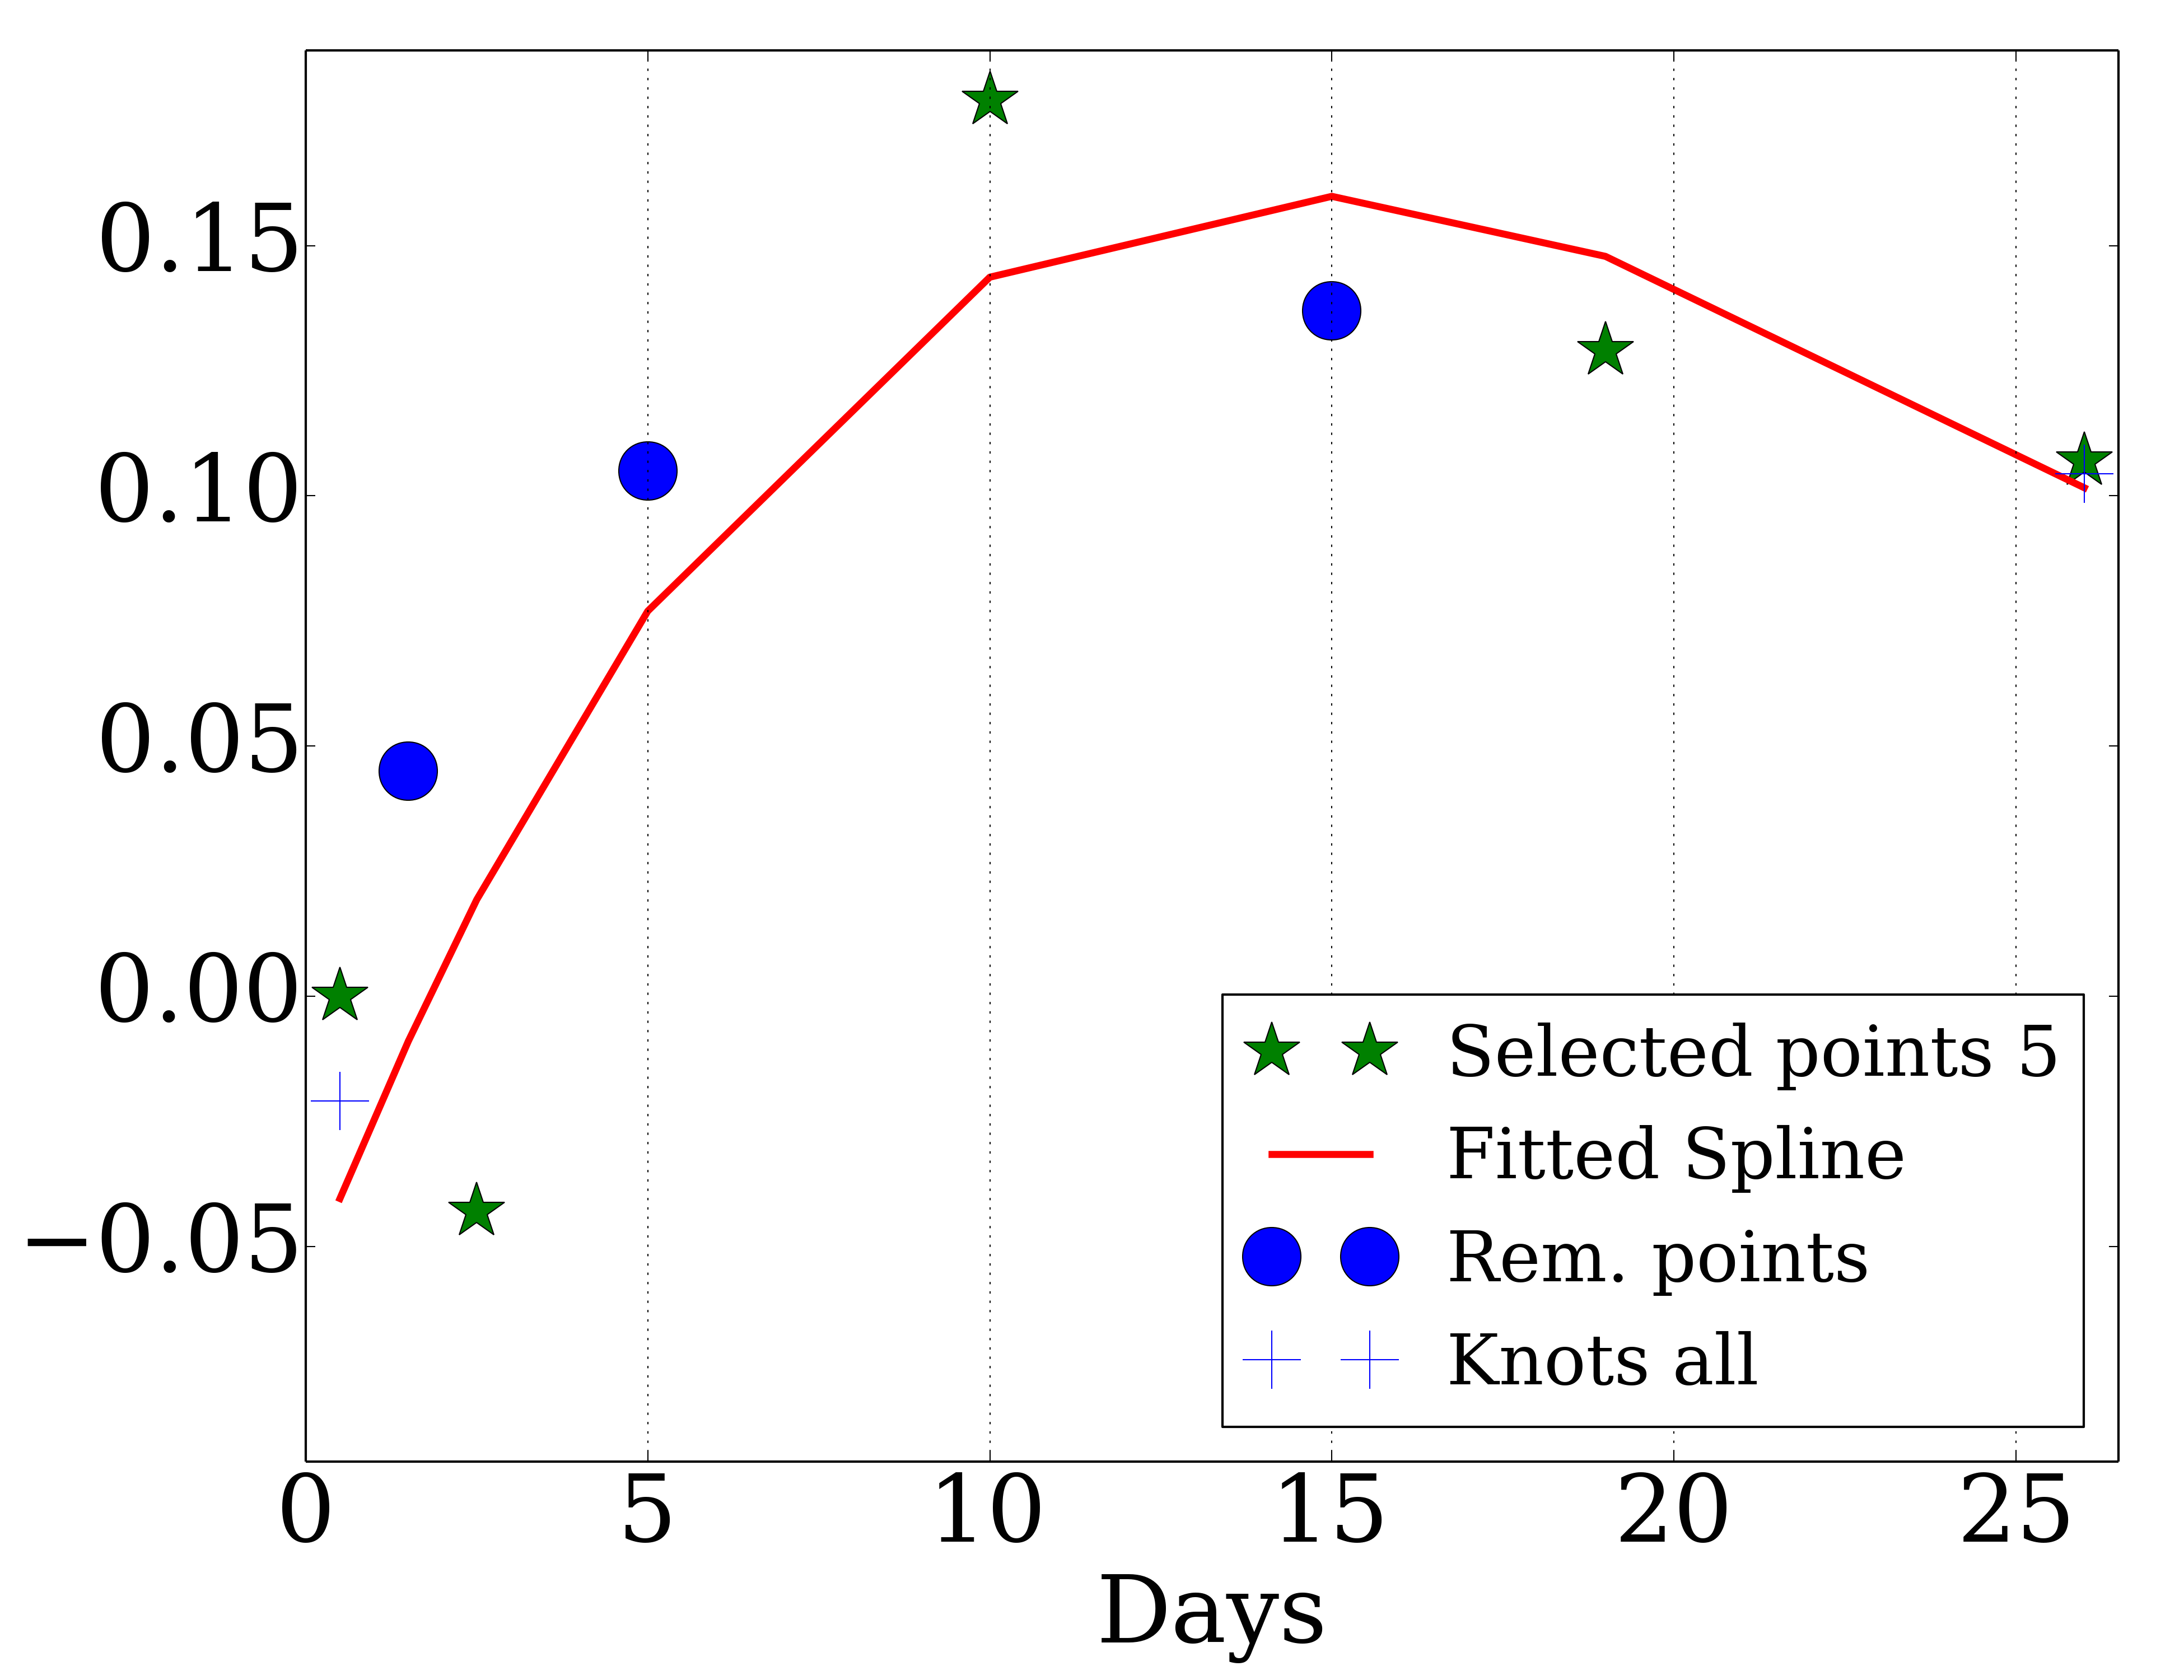 0.15
0.10
0.05
0.00
−0.05
0 5 10 15 20 25
Days
Selected points 5
Fitted Spline
Rem. points
Knots all